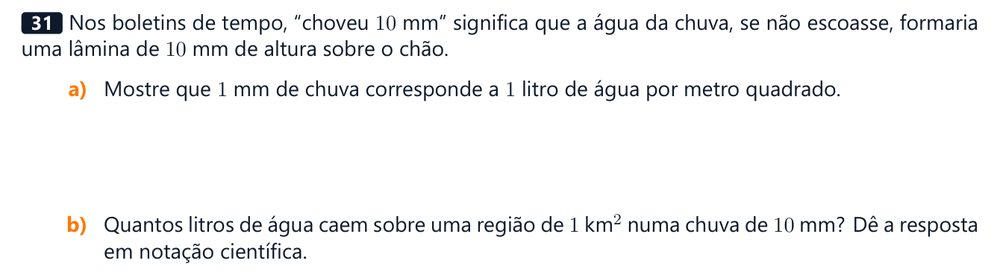 31 Nos boletins de tempo, “choveu 10 mm” significa que a água da chuva, se não escoasse, formaria
uma lâmina de 10 mm de altura sobre o chão.
a) Mostre que 1 mm de chuva corresponde a 1 litro de água por metro quadrado.
b) Quantos litros de água caem sobre uma região de 1 km² numa chuva de 10 mm? Dê a resposta
em notação científica.